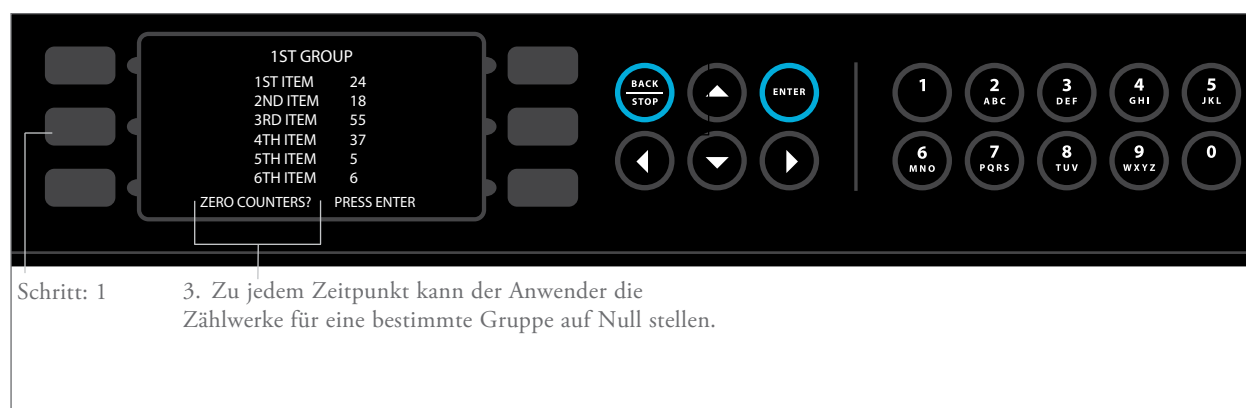 1ST GROUP
1ST ITEM 24
2ND ITEM 18
3RD ITEM 55
4TH ITEM 37
5TH ITEM 5
6TH ITEM 6
ZERO COUNTERS? PRESS ENTER
BACK
STOP
ENTER
1
2
ABC
3
DEF
4
GHI
5
JKL
6
MNO
7
PQRS
8
TUV
9
WXYZ
0
Schritt: 1
3. Zu jedem Zeitpunkt kann der Anwender die
Zählwerke für eine bestimmte Gruppe auf Null stellen.